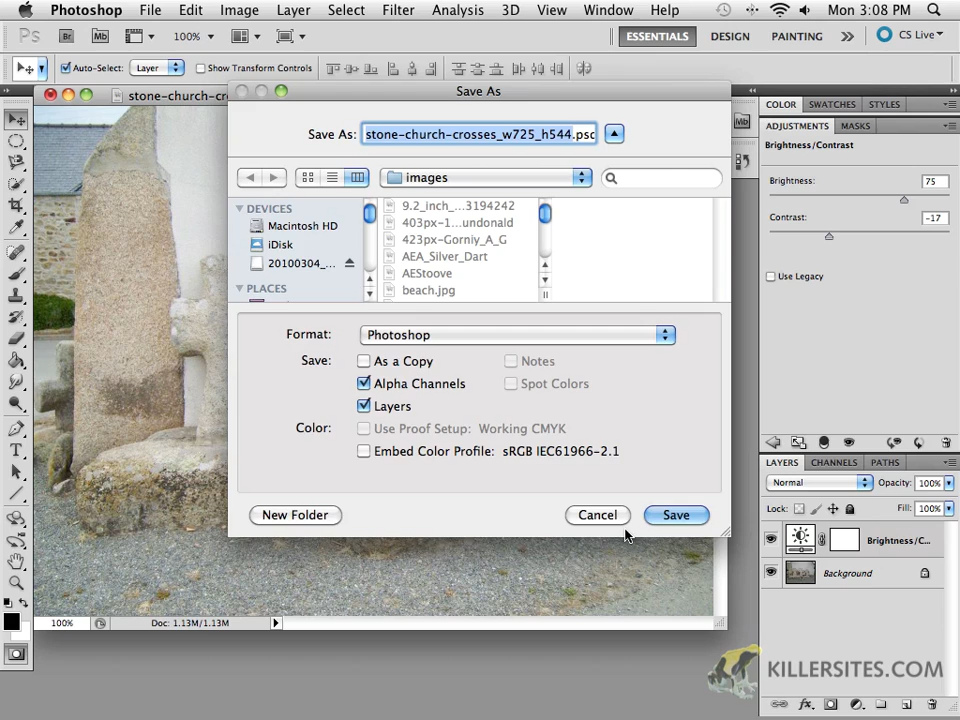 Photoshop File Edit Image Layer Select Filter Analysis 3D View Window Help Mon 3:08 PM
Ps Br Mb 100% ESSENTIALS DESIGN PAINTING CS Live
Auto-Select: Layer Show Transform Controls
stone-church-cr
Save As
Save As: stone-church-crosses_w725_h544.psd
images
DEVICES
Macintosh HD
iDisk
20100304_...
PLACES
9.2_inch_...3194242
403px-1...undonald
423px-Gorniy_A_G
AEA_Silver_Dart
AEStoove
beach.jpg
Format: Photoshop
Save: As a Copy Notes
Alpha Channels Spot Colors
Layers
Color: Use Proof Setup: Working CMYK
Embed Color Profile: sRGB IEC61966-2.1
New Folder Cancel Save
100% Doc: 1.13M/1.13M
COLOR SWATCHES STYLES
Mb
ADJUSTMENTS MASKS
Brightness/Contrast
Brightness: 75
Contrast: -17
Use Legacy
LAYERS CHANNELS PATHS
Normal Opacity: 100%
Lock: Fill: 100%
Brightness/C...
Background
KILLERSITES.COM